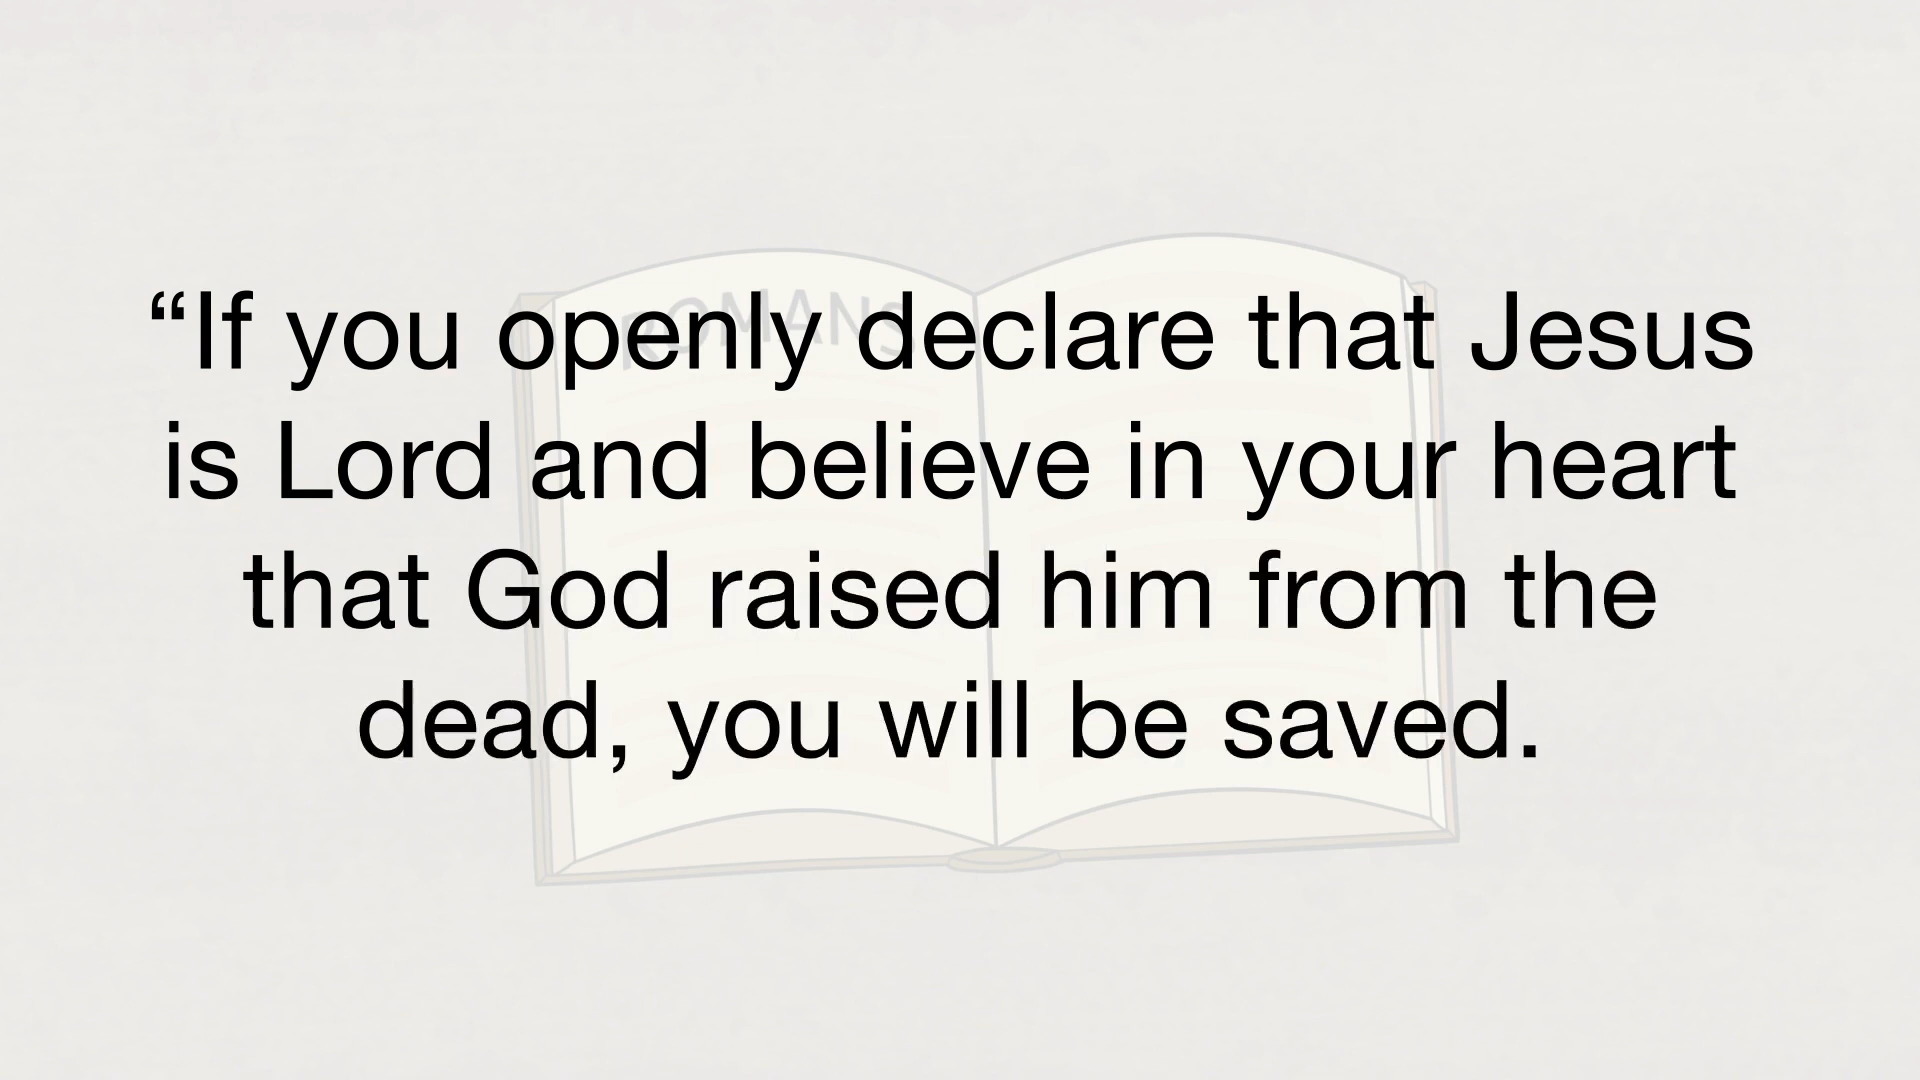 ROMANS
“If you openly declare that Jesus
is Lord and believe in your heart
that God raised him from the
dead, you will be saved.